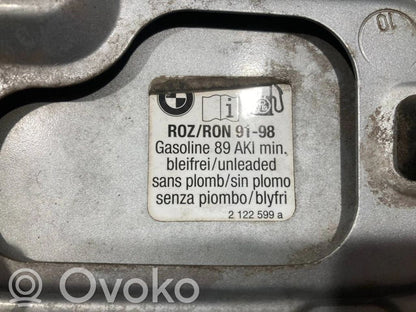 10
ROZ/RON 91-98
Gasoline 89 AKI min.
bleifrei/unleaded
sans plomb/sin plomo
senza piombo/blyfri
2 122 599 a
Ovoko